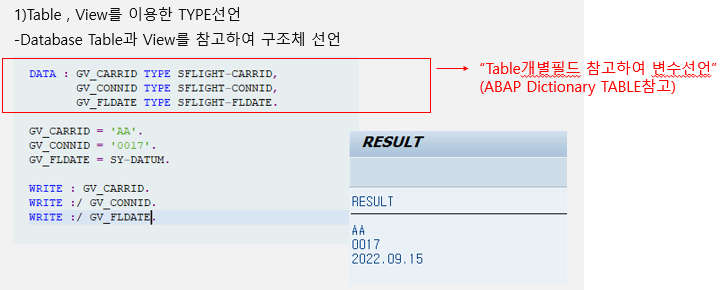 1)Table , View를 이용한 TYPE선언
-Database Table과 View를 참고하여 구조체 선언
DATA : GV_CARRID TYPE SFLIGHT-CARRID,
GV_CONNID TYPE SFLIGHT-CONNID,
GV_FLDATE TYPE SFLIGHT-FLDATE.
“Table개별필드 참고하여 변수선언”
(ABAP Dictionary TABLE참고)
GV_CARRID = 'AA'.
GV_CONNID = '0017'.
GV_FLDATE = SY-DATUM.
WRITE : GV_CARRID.
WRITE :/ GV_CONNID.
WRITE :/ GV_FLDATE.
RESULT
RESULT
AA
0017
2022.09.15